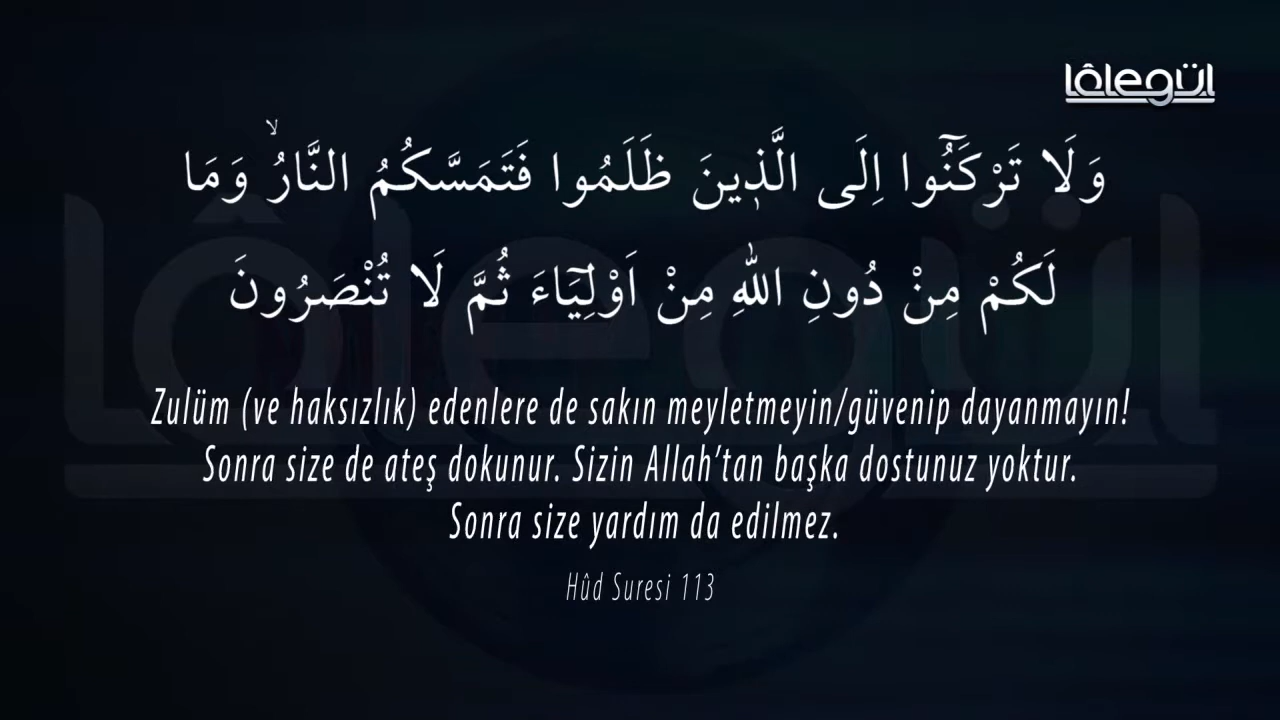 lâlegül
وَلَا تَرْكَنُٓوا اِلَى الَّذ۪ينَ ظَلَمُوا فَتَمَسَّكُمُ النَّارُۙ وَمَا
لَكُمْ مِنْ دُونِ اللّٰهِ مِنْ اَوْلِيَٓاءَ ثُمَّ لَا تُنْصَرُونَ
Zulüm (ve haksızlık) edenlere de sakın meyletmeyin/güvenip dayanmayın!
Sonra size de ateş dokunur. Sizin Allah’tan başka dostunuz yoktur.
Sonra size yardım da edilmez.
Hûd Suresi 113